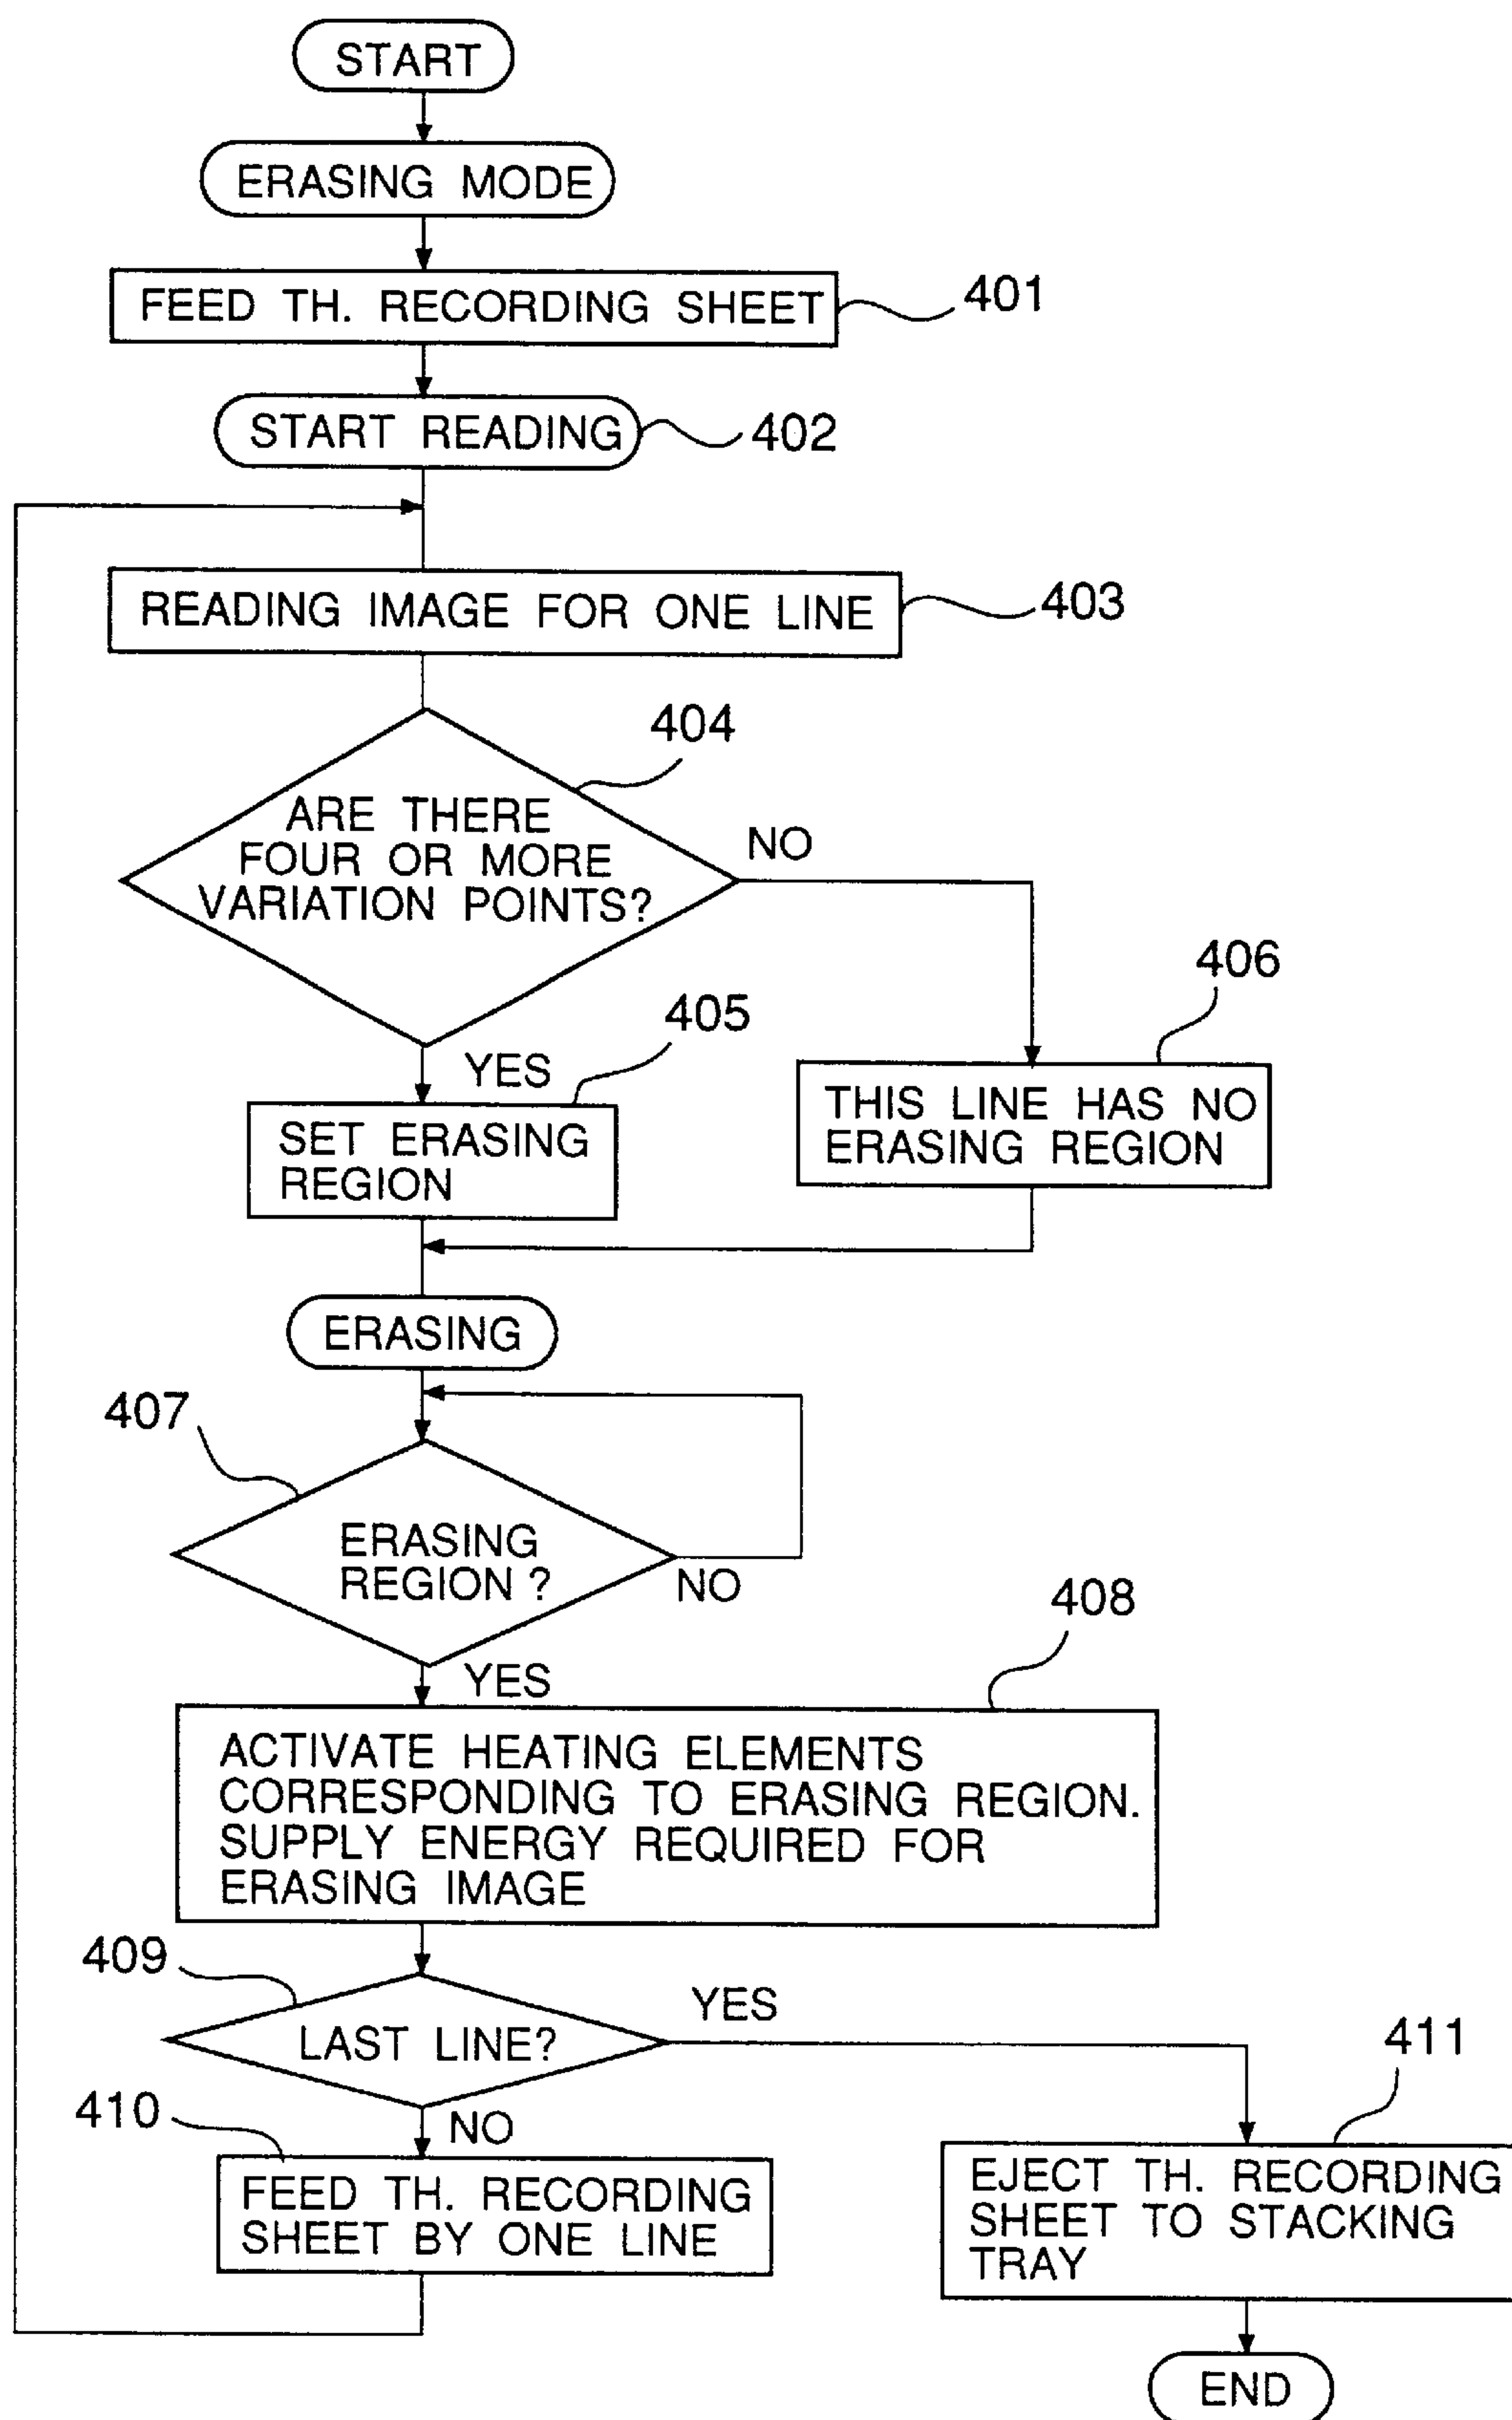 START
ERASING MODE
FEED TH. RECORDING SHEET
401
START READING
402
READING IMAGE FOR ONE LINE
403
404
ARE THERE
FOUR OR MORE
VARIATION POINTS?
NO
YES
405
SET ERASING
REGION
406
THIS LINE HAS NO
ERASING REGION
ERASING
407
ERASING
REGION ?
NO
YES
408
ACTIVATE HEATING ELEMENTS
CORRESPONDING TO ERASING REGION.
SUPPLY ENERGY REQUIRED FOR
ERASING IMAGE
409
LAST LINE?
YES
NO
410
FEED TH. RECORDING
SHEET BY ONE LINE
411
EJECT TH. RECORDING
SHEET TO STACKING
TRAY
END